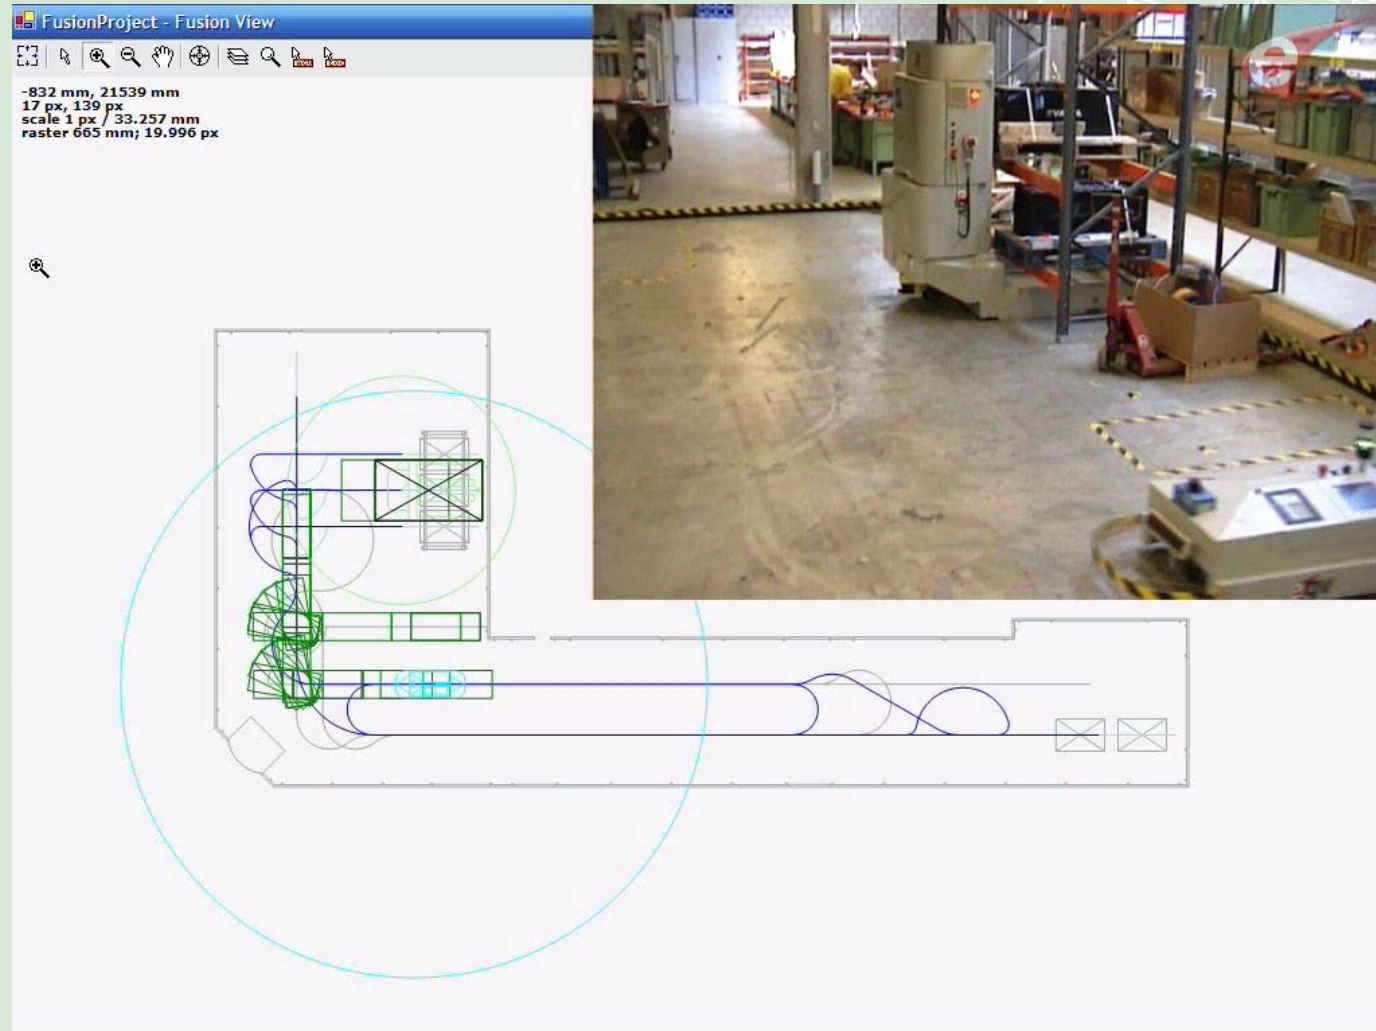 FusionProject - Fusion View
-832 mm, 21539 mm
17 px, 139 px
scale 1 px / 33.257 mm
raster 665 mm; 19.996 px